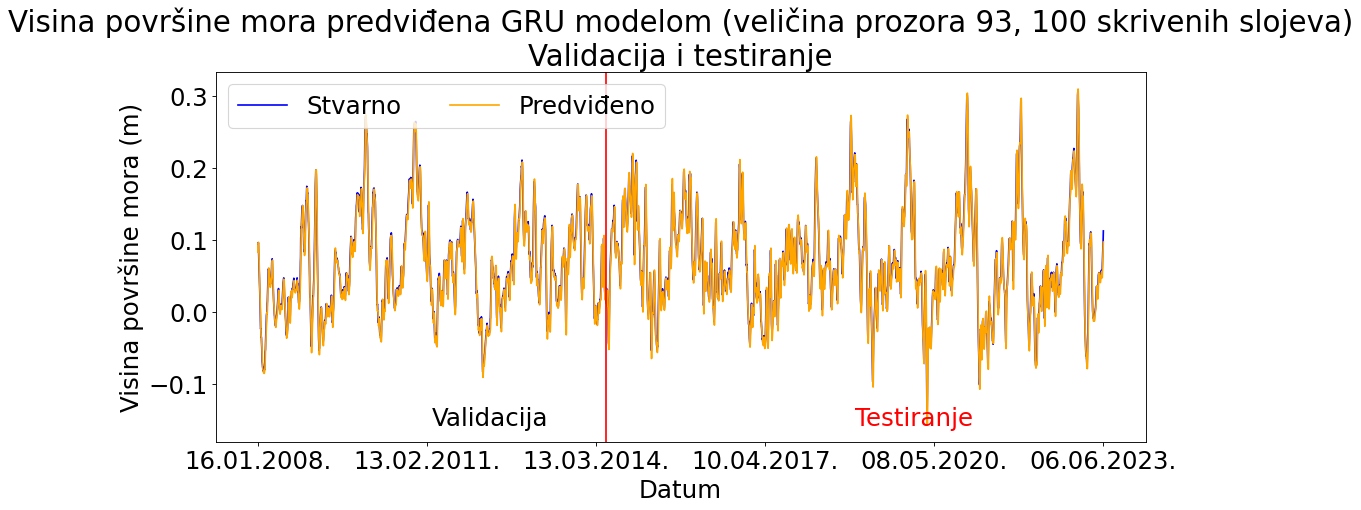 Visina površine mora predviđena GRU modelom (veličina prozora 93, 100 skrivenih slojeva)
Validacija i testiranje
Stvarno
Predviđeno
Visina površine mora (m)
0.3
0.2
0.1
0.0
−0.1
Validacija
Testiranje
16.01.2008.
13.02.2011.
13.03.2014.
10.04.2017.
08.05.2020.
06.06.2023.
Datum